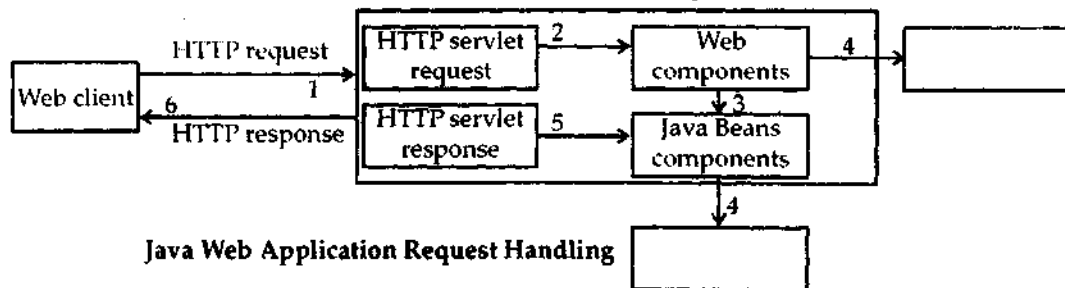 HTTP request
1
Web client
6
HTTP response
HTTP servlet
request
2
Web
components
4
3
HTTP servlet
response
5
Java Beans
components
4
Java Web Application Request Handling